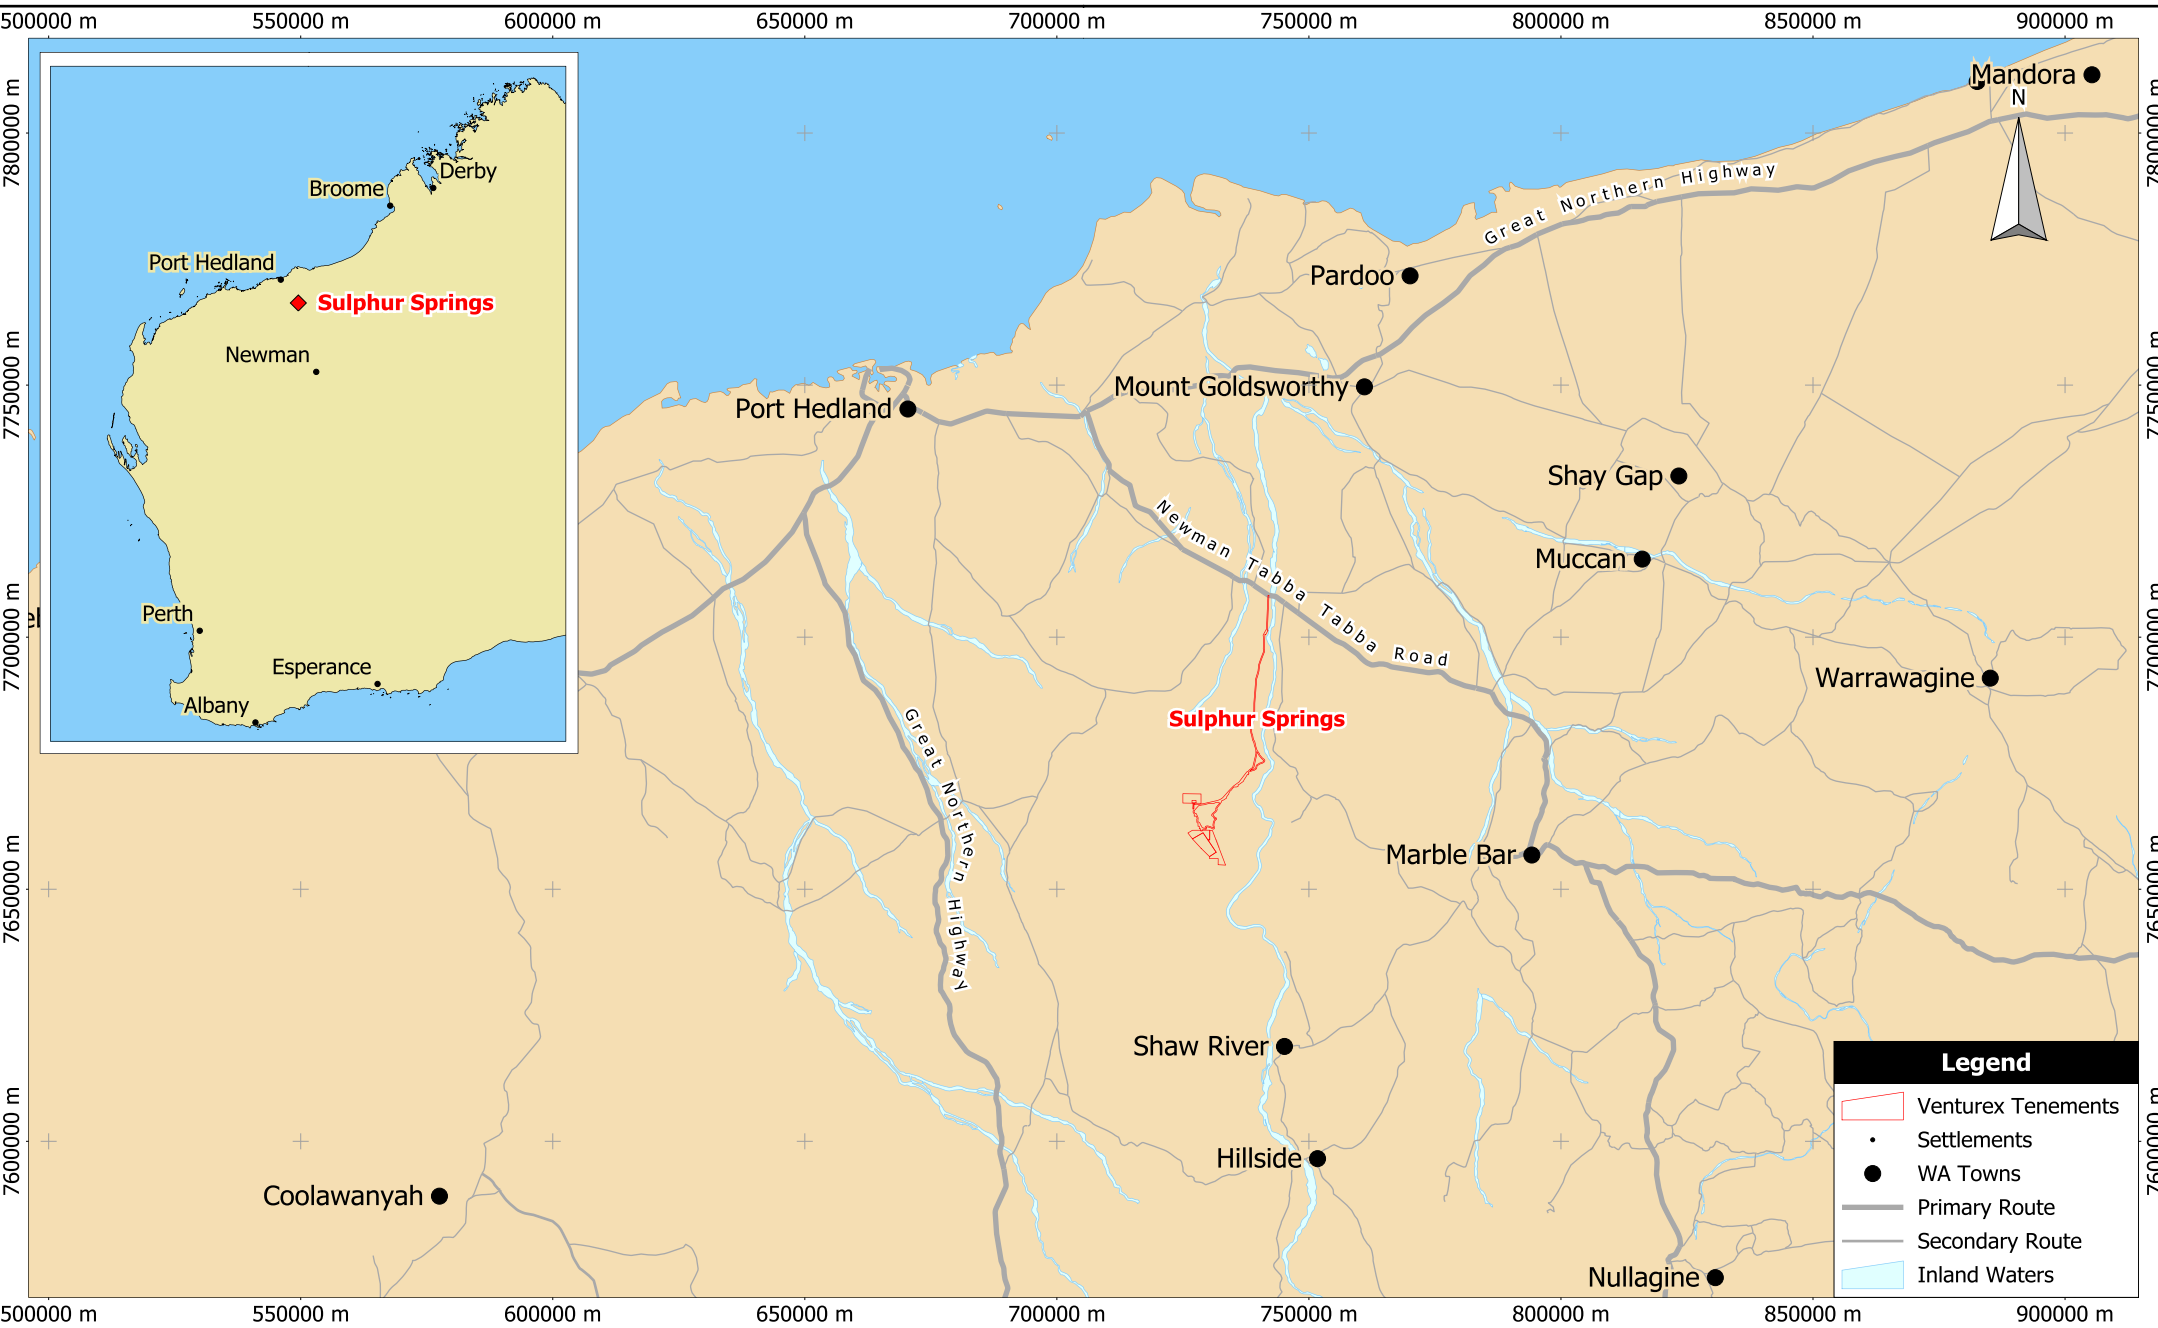 500000 m 550000 m 600000 m 650000 m 700000 m 750000 m 800000 m 850000 m 900000 m
Mandora
N
7800000 m
7800000 m
Derby
Broome
Great Northern Highway
Port Hedland
Pardoo
Sulphur Springs
Newman
7750000 m
7750000 m
Mount Goldsworthy
Port Hedland
Shay Gap
Newman Tabba Tabba Road
Muccan
Perth
7700000 m
7700000 m
Esperance
Warrawagine
Albany
Sulphur Springs
Great Northern Highway
Marble Bar
7650000 m
7650000 m
Shaw River
Legend
Venturex Tenements
Settlements
WA Towns
Primary Route
Secondary Route
Inland Waters
7600000 m
7600000 m
Hillside
Coolawanyah
Nullagine
500000 m 550000 m 600000 m 650000 m 700000 m 750000 m 800000 m 850000 m 900000 m